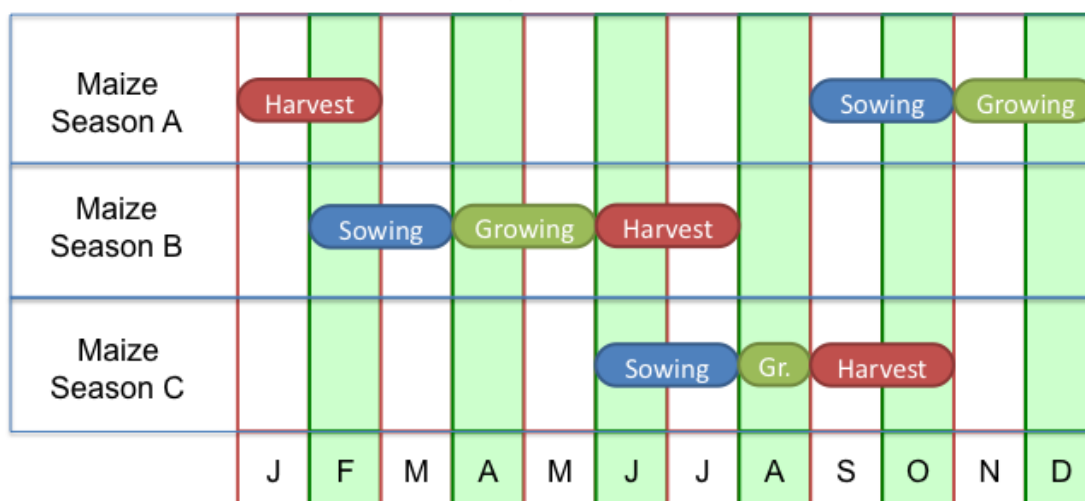 Maize
Season A
Harvest
Sowing
Growing
Maize
Season B
Sowing
Growing
Harvest
Maize
Season C
Sowing
Gr.
Harvest
J F M A M J J A S O N D